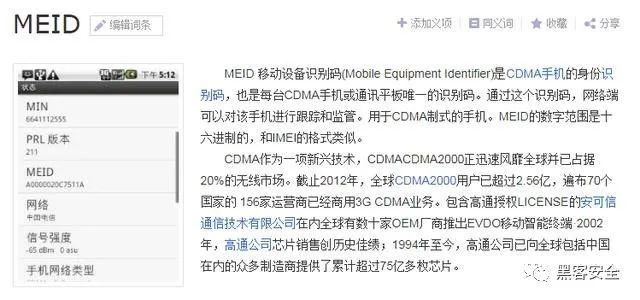 MEID
编辑词条
添加义项
同义词
收藏
分享
下午 5:12
状态
MIN
6641112555
PRL 版本
211
MEID
A0000020C7511A
网络
中国电信
信号强度
-65 dBm 0 asu
手机网络类型
MEID 移动设备识别码(Mobile Equipment Identifier)是CDMA手机的身份识
别码，也是每台CDMA手机或通讯平板唯一的识别码。通过这个识别码，网络端
可以对该手机进行跟踪和监管。用于CDMA制式的手机。MEID的数字范围是十
六进制的，和IMEI的格式类似。
CDMA作为一项新兴技术，CDMACDMA2000正迅速风靡全球并已占据
20%的无线市场。截止2012年，全球CDMA2000用户已超过2.56亿，遍布70个
国家的 156家运营商已经商用3G CDMA业务。包含高通授权LICENSE的安可信
通信技术有限公司在内全球有数十家OEM厂商推出EVDO移动智能终端·2002
年，高通公司芯片销售创历史佳绩；1994年至今，高通公司已向全球包括中国
在内的众多制造商提供了累计超过75亿多枚芯片。
黑客安全